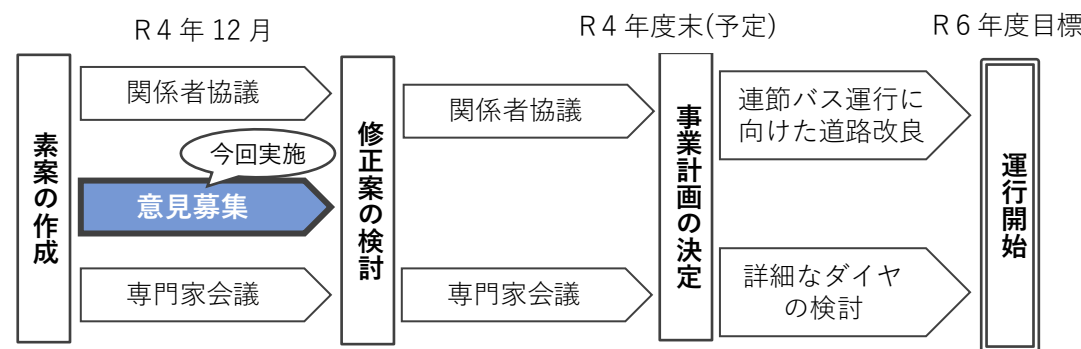 R4年12月
R4年度末(予定)
R6年度目標
素案の作成
関係者協議
今回実施
意見募集
専門家会議
修正案の検討
関係者協議
専門家会議
事業計画の決定
連節バス運行に
向けた道路改良
詳細なダイヤ
の検討
運行開始